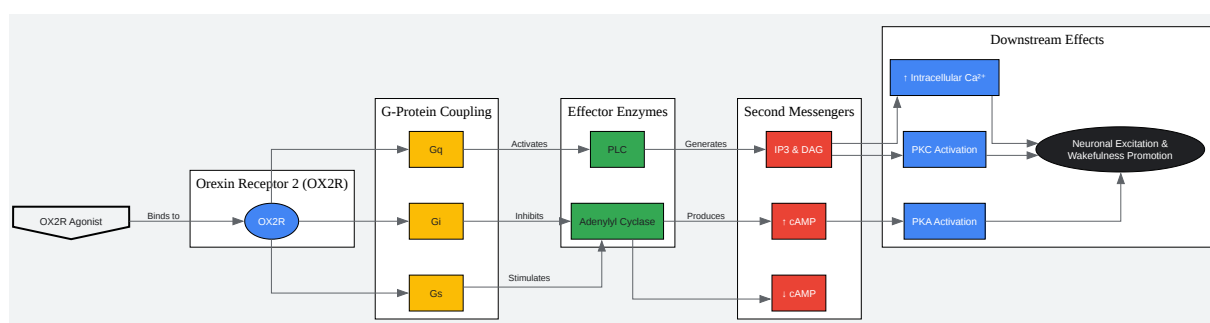 Downstream Effects
↑ Intracellular Ca²⁺
G-Protein Coupling
Effector Enzymes
Second Messengers
Gq
Activates
PLC
Generates
IP3 & DAG
PKC Activation
Neuronal Excitation &
Wakefulness Promotion
Orexin Receptor 2 (OX2R)
OX2R Agonist
Binds to
OX2R
Gi
Inhibits
Adenylyl Cyclase
Produces
↑ cAMP
PKA Activation
Gs
Stimulates
↓ cAMP